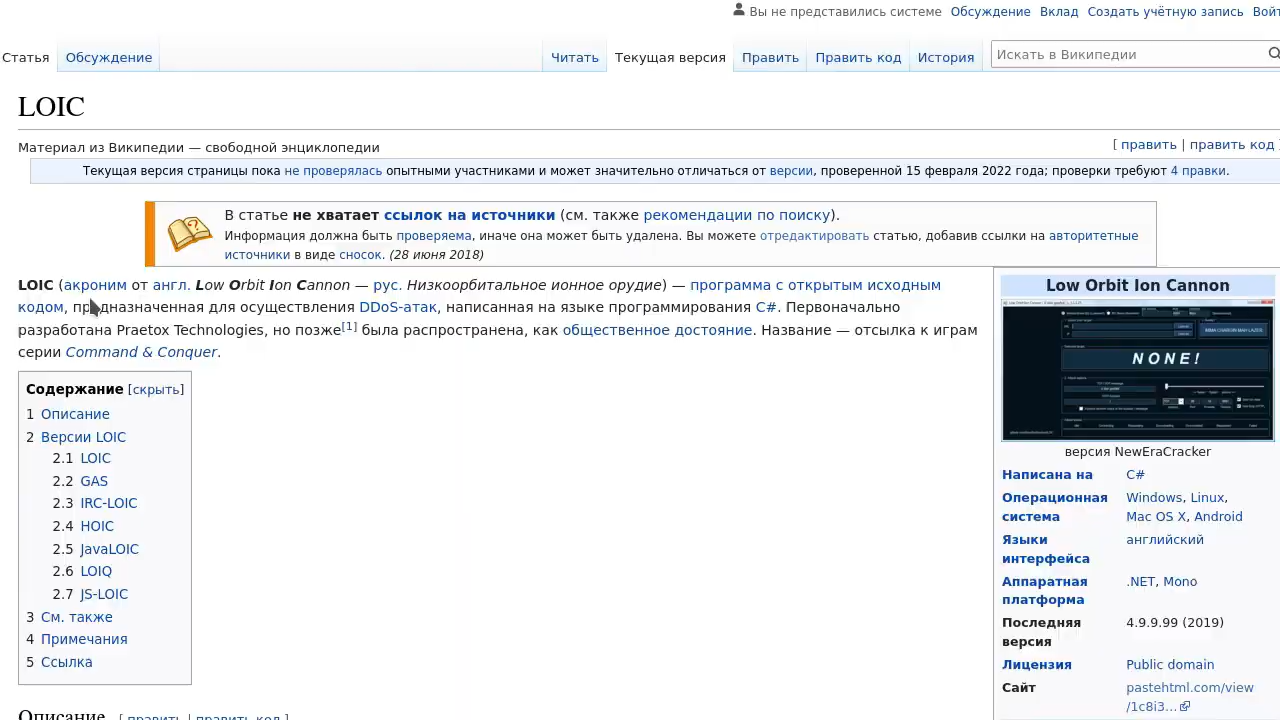 Вы не представились системе Обсуждение Вклад Создать учётную запись Войт
Статья Обсуждение Читать Текущая версия Править Править код История Искать в Википедии
LOIC
Материал из Википедии — свободной энциклопедии [ править | править код ]
Текущая версия страницы пока не проверялась опытными участниками и может значительно отличаться от версии, проверенной 15 февраля 2022 года; проверки требуют 4 правки.
В статье не хватает ссылок на источники (см. также рекомендации по поиску).
Информация должна быть проверяема, иначе она может быть удалена. Вы можете отредактировать статью, добавив ссылки на авторитетные
источники в виде сносок. (28 июня 2018)
LOIC (акроним от англ. Low Orbit Ion Cannon — рус. Низкоорбитальное ионное орудие) — программа с открытым исходным
кодом, предназначенная для осуществления DDoS-атак, написанная на языке программирования C#. Первоначально
разработана Praetox Technologies, но позже[1] была распространена, как общественное достояние. Название — отсылка к играм
серии Command & Conquer.
Содержание [скрыть]
1 Описание
2 Версии LOIC
2.1 LOIC
2.2 GAS
2.3 IRC-LOIC
2.4 HOIC
2.5 JavaLOIC
2.6 LOIQ
2.7 JS-LOIC
3 См. также
4 Примечания
5 Ссылка
Описание [ править | править код ]
Low Orbit Ion Cannon
NONE!
версия NewEraCracker
Написана на C#
Операционная Windows, Linux,
система Mac OS X, Android
Языки английский
интерфейса
Аппаратная .NET, Mono
платформа
Последняя 4.9.9.99 (2019)
версия
Лицензия Public domain
Сайт pastehtml.com/view
/1c8i3...